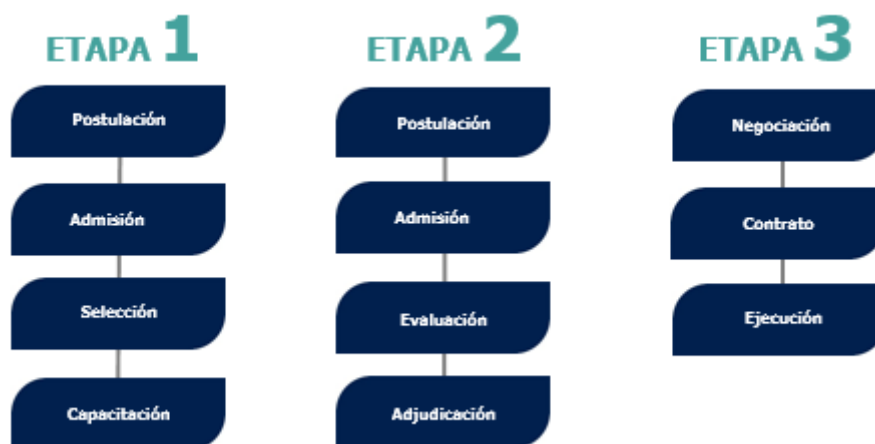 ETAPA 1
Postulación
Admisión
Selección
Capacitación
ETAPA 2
Postulación
Admisión
Evaluación
Adjudicación
ETAPA 3
Negociación
Contrato
Ejecución